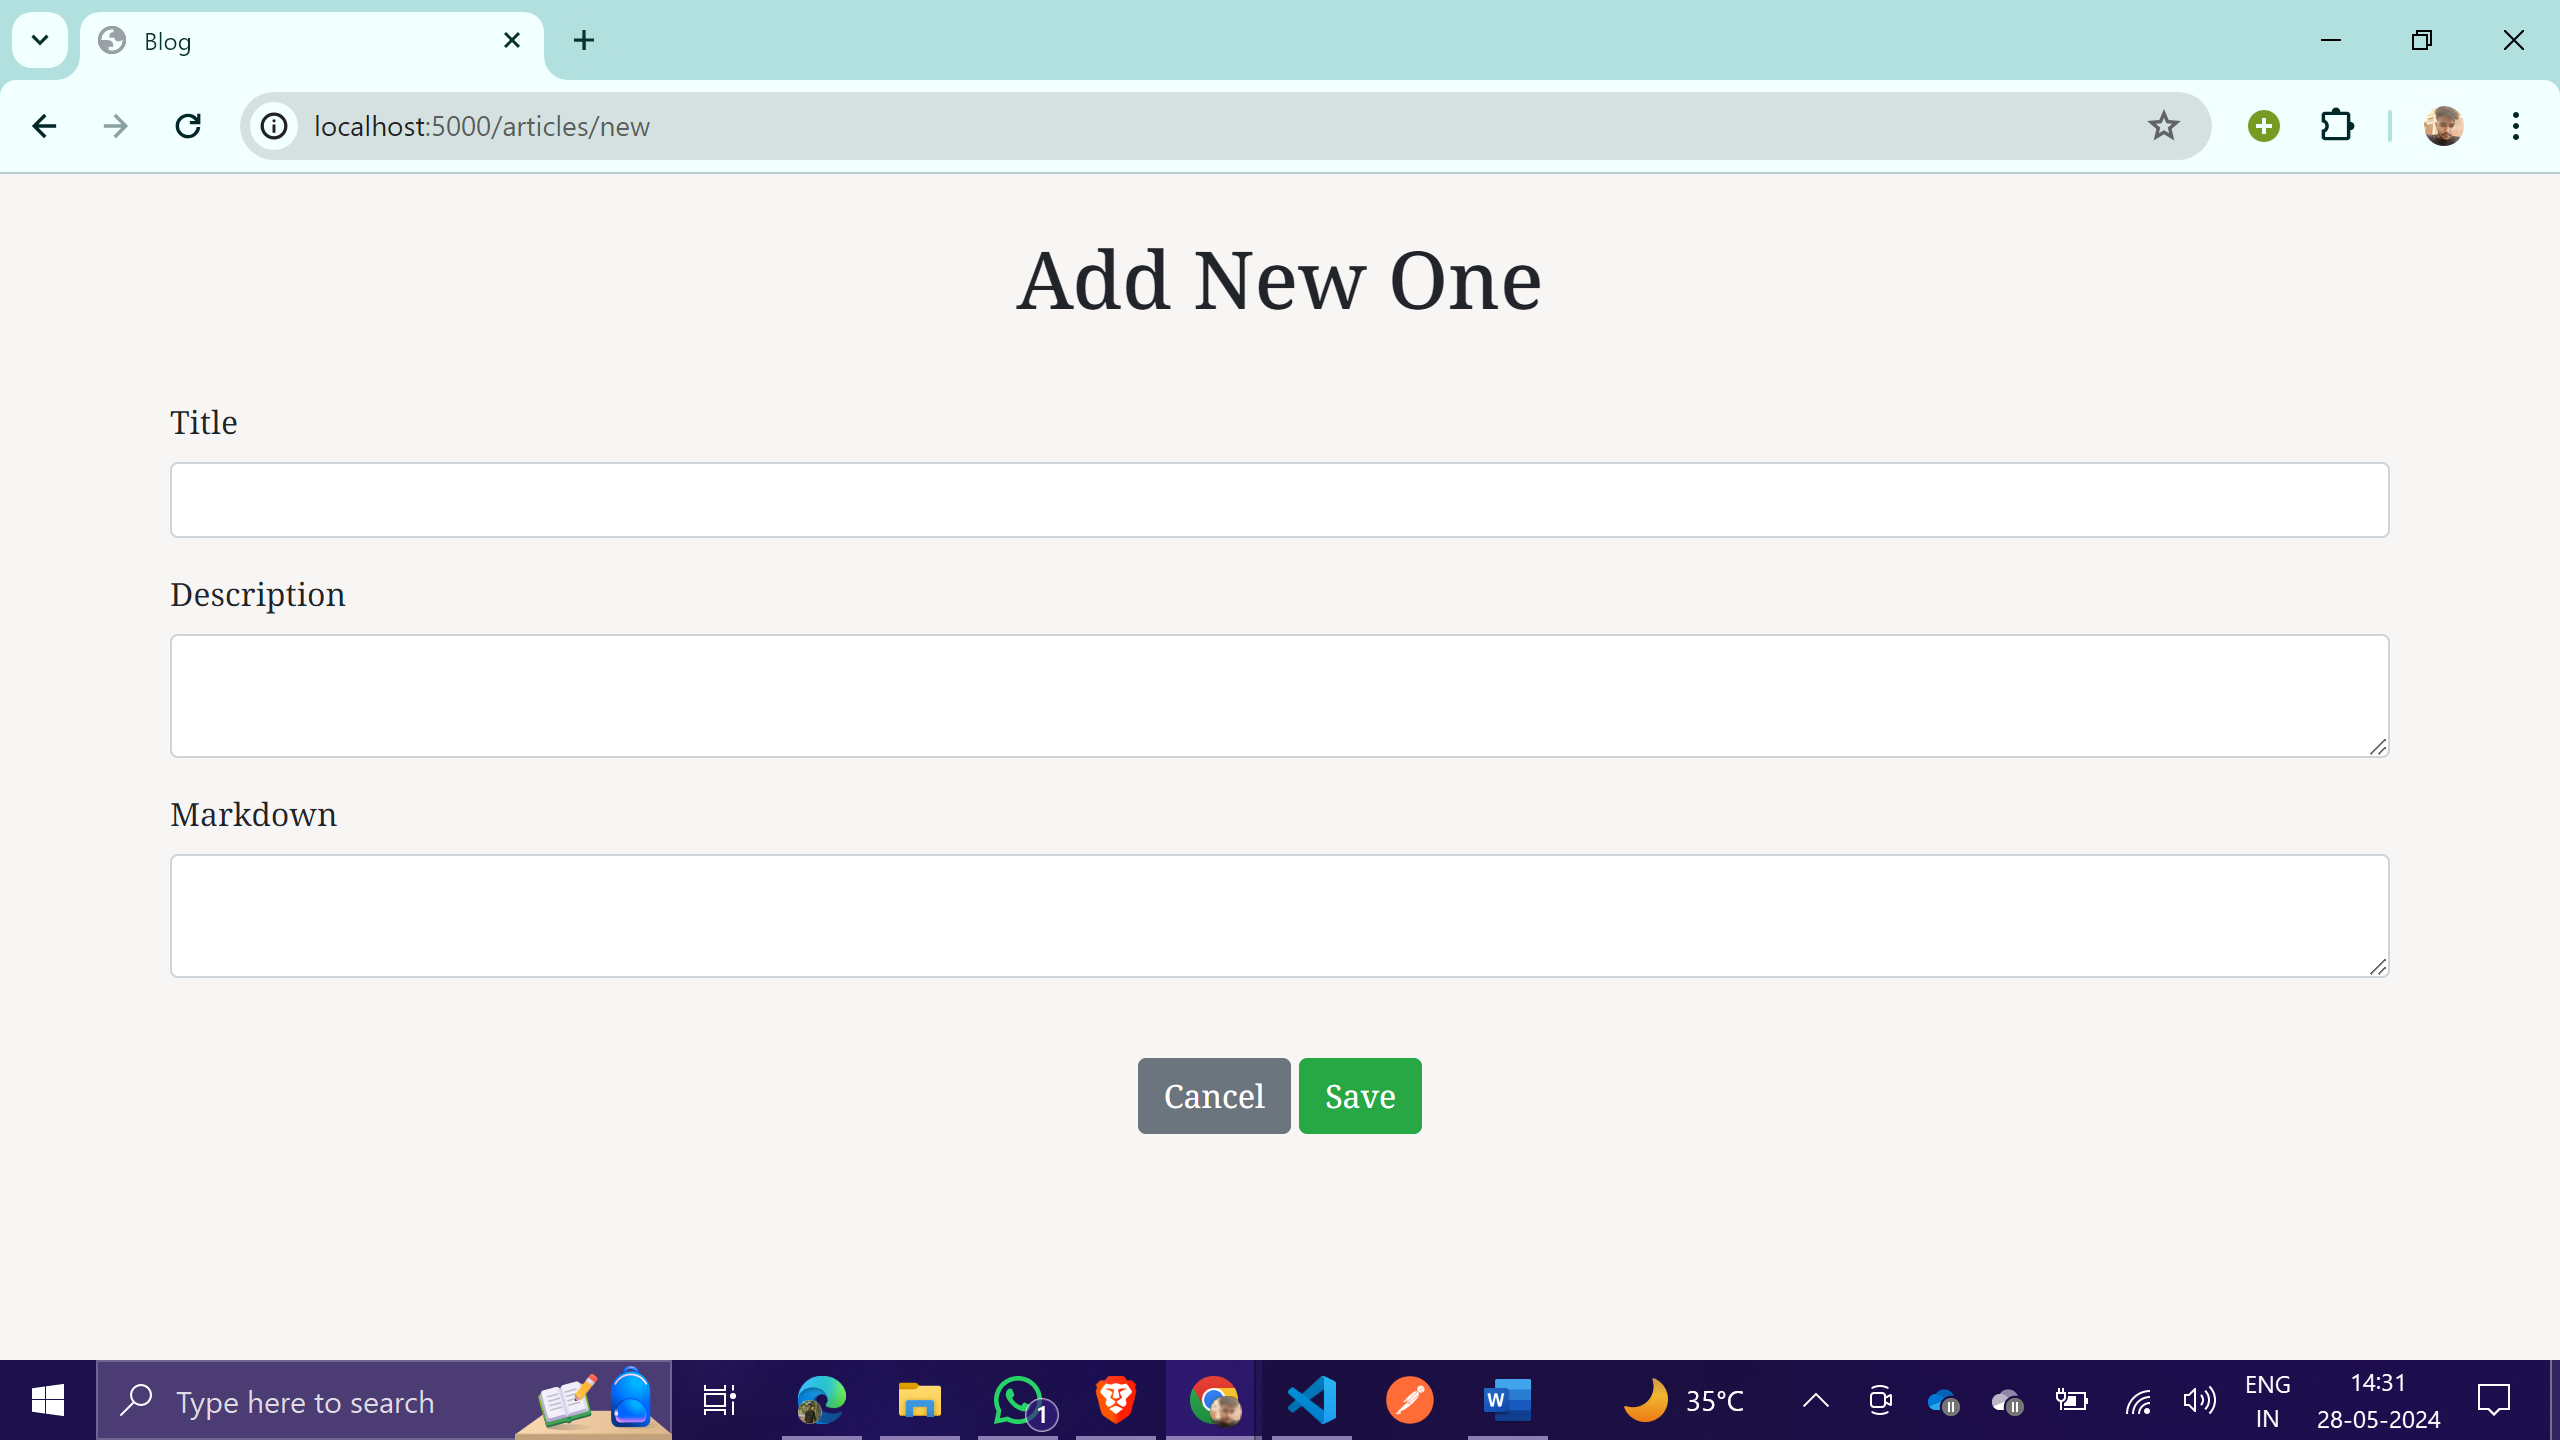 Blog
localhost:5000/articles/new
Add New One
Title
Description
Markdown
Cancel Save
Type here to search
1
W
35°C
ENG
IN
14:31
28-05-2024